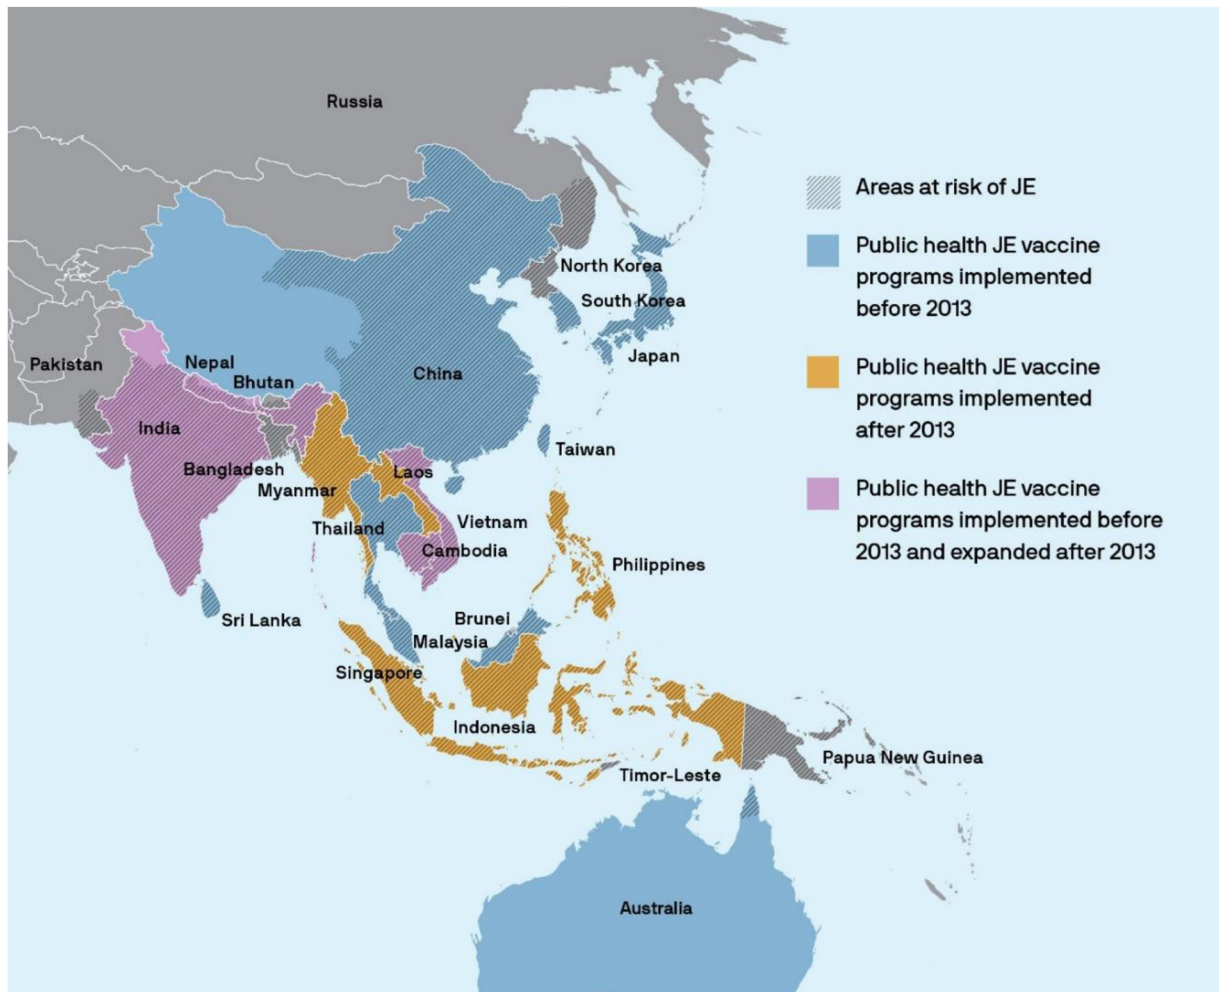 Russia
Areas at risk of JE
Public health JE vaccine
programs implemented
before 2013
North Korea
South Korea
Japan
Pakistan
Nepal
Bhutan
China
Public health JE vaccine
programs implemented
after 2013
India
Taiwan
Bangladesh
Laos
Myanmar
Public health JE vaccine
programs implemented before
2013 and expanded after 2013
Thailand
Vietnam
Cambodia
Philippines
Sri Lanka
Brunei
Malaysia
Singapore
Indonesia
Papua New Guinea
Timor-Leste
Australia